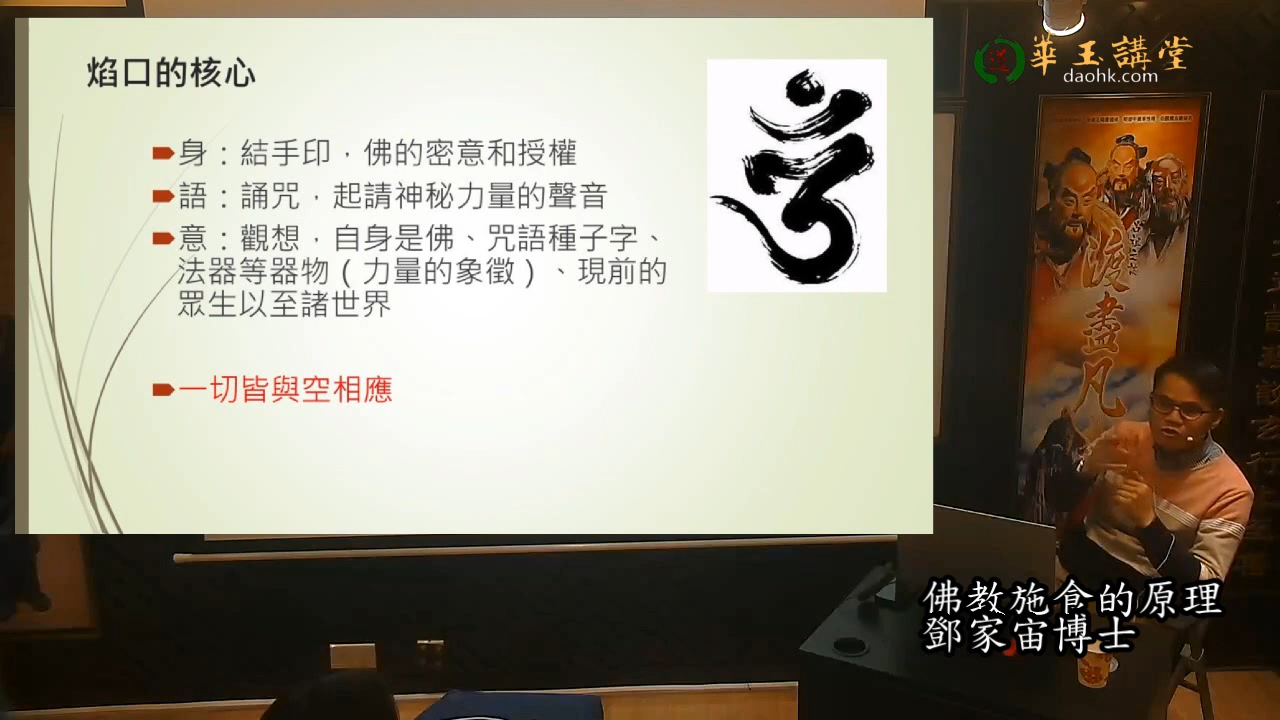 焰口的核心
身：結手印，佛的密意和授權
語：誦咒，起請神秘力量的聲音
意：觀想，自身是佛、咒語種子字、
法器等器物（力量的象徵）、現前的
眾生以至諸世界
一切皆與空相應
華玉講堂
daohk.com
道
渡盡凡
佛教施食的原理
鄧家宙博士